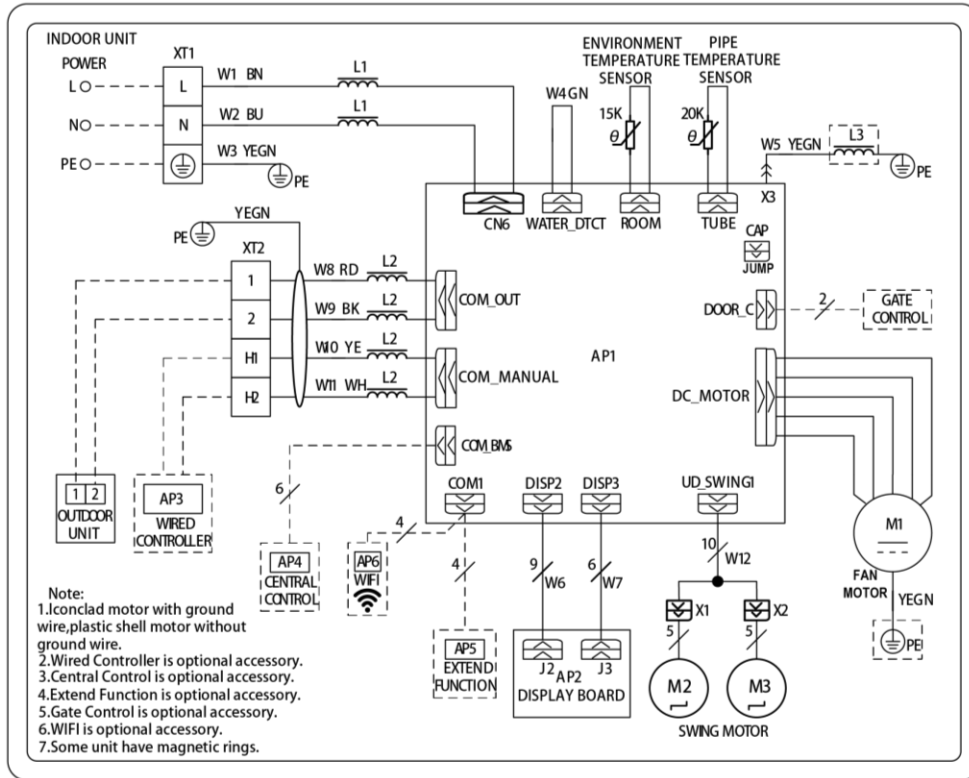 INDOOR UNIT
POWER
XT1
L
L
W1 BN
L1
N
N
W2 BU
L1
PE
W3 YEGN
PE
ENVIRONMENT
TEMPERATURE
SENSOR
PIPE
TEMPERATURE
SENSOR
W4GN
15K
θ
20K
θ
W5 YEGN
L3
PE
X3
CN6
WATER_DTCT
ROOM
TUBE
CAP
JUMP
YEGN
PE
XT2
1
W8 RD
L2
COM_OUT
2
W9 BK
L2
H1
W10 YE
L2
COM_MANUAL
H2
W11 WH
L2
COM_BMS
AP1
DOOR_C
2
GATE
CONTROL
DC_MOTOR
COM1
DISP2
DISP3
UD_SWING1
1 2
OUTDOOR
UNIT
AP3
WIRED
CONTROLLER
6
AP4
CENTRAL
CONTROL
4
AP6
WIFI
4
AP5
EXTEND
FUNCTION
9
W6
6
W7
J2
J3
AP2
DISPLAY BOARD
10
W12
X1
X2
5
5
M2
M3
SWING MOTOR
M1
FAN
MOTOR
YEGN
PE
Note:
1.Iconclad motor with ground
wire,plastic shell motor without
ground wire.
2.Wired Controller is optional accessory.
3.Central Control is optional accessory.
4.Extend Function is optional accessory.
5.Gate Control is optional accessory.
6.WIFI is optional accessory.
7.Some unit have magnetic rings.